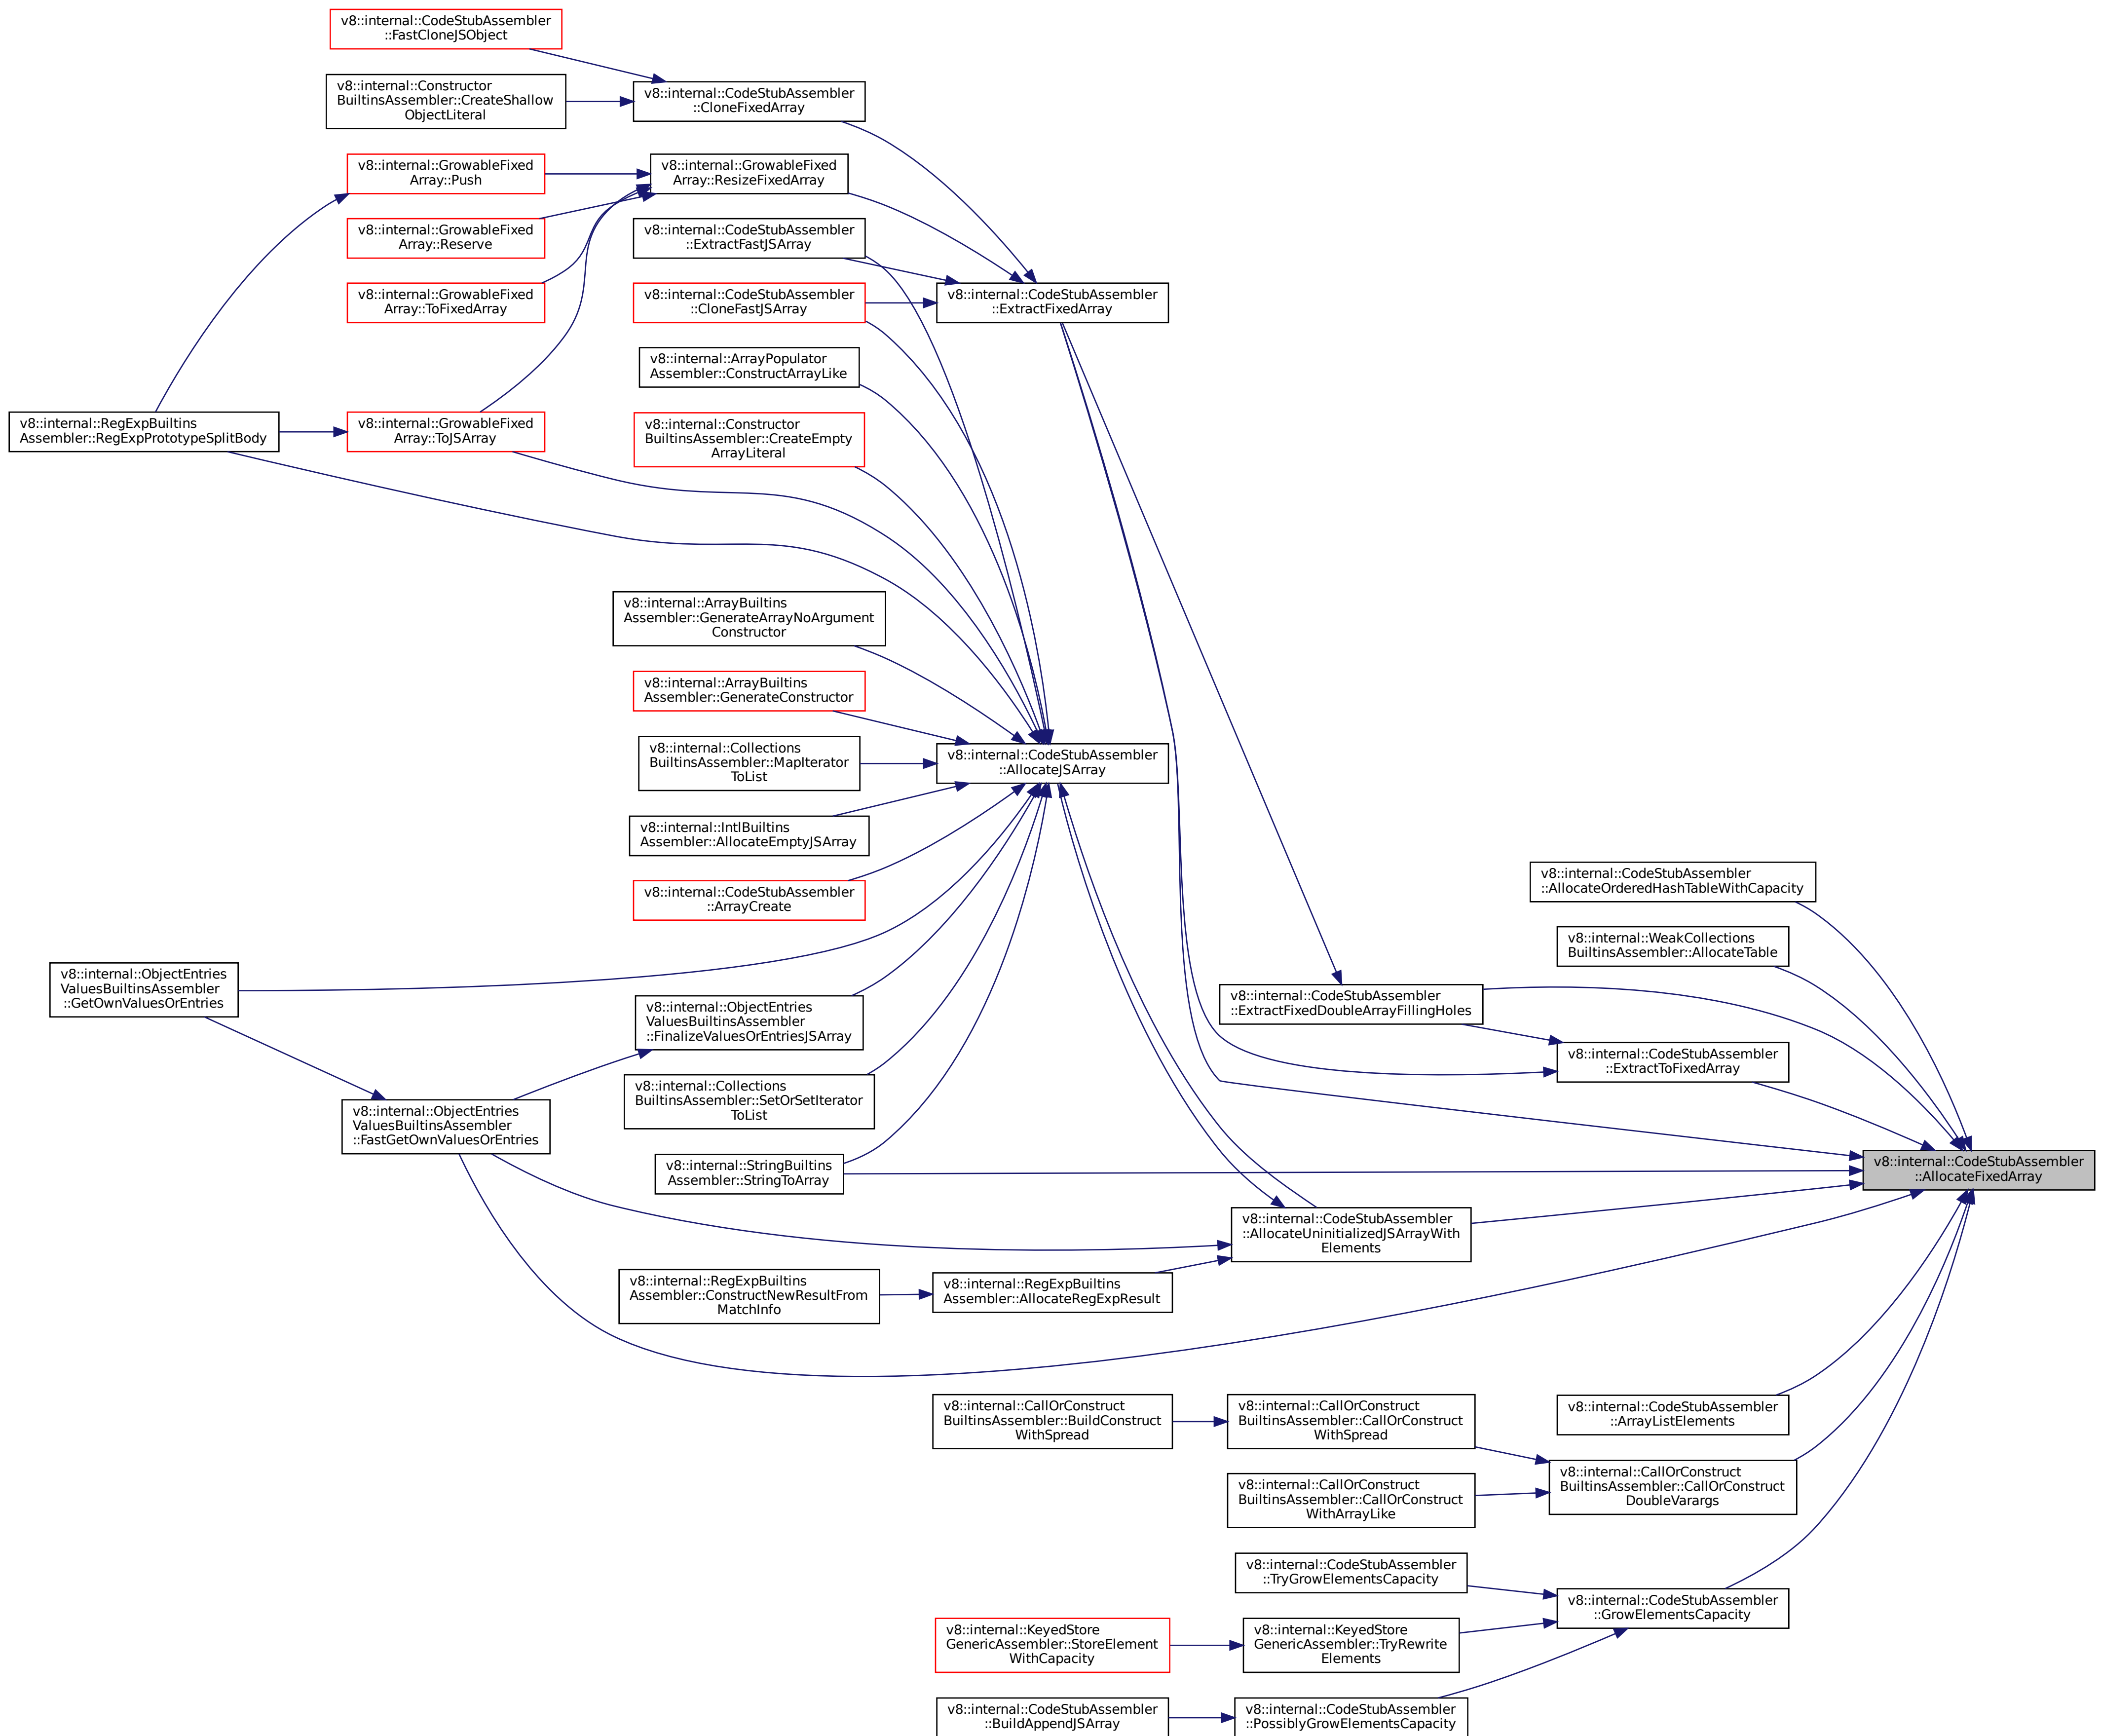 v8::internal::CodeStubAssembler
::FastCloneJSObject
v8::internal::Constructor
BuiltinsAssembler::CreateShallow
ObjectLiteral
v8::internal::CodeStubAssembler
::CloneFixedArray
v8::internal::GrowableFixed
Array::Push
v8::internal::GrowableFixed
Array::ResizeFixedArray
v8::internal::GrowableFixed
Array::Reserve
v8::internal::CodeStubAssembler
::ExtractFastJSArray
v8::internal::GrowableFixed
Array::ToFixedArray
v8::internal::CodeStubAssembler
::CloneFastJSArray
v8::internal::CodeStubAssembler
::ExtractFixedArray
v8::internal::ArrayPopulator
Assembler::ConstructArrayLike
v8::internal::RegExpBuiltins
Assembler::RegExpPrototypeSplitBody
v8::internal::GrowableFixed
Array::ToJSArray
v8::internal::Constructor
BuiltinsAssembler::CreateEmpty
ArrayLiteral
v8::internal::ArrayBuiltins
Assembler::GenerateArrayNoArgument
Constructor
v8::internal::ArrayBuiltins
Assembler::GenerateConstructor
v8::internal::Collections
BuiltinsAssembler::MapIterator
ToList
v8::internal::CodeStubAssembler
::AllocateJSArray
v8::internal::IntlBuiltins
Assembler::AllocateEmptyJSArray
v8::internal::CodeStubAssembler
::ArrayCreate
v8::internal::CodeStubAssembler
::AllocateOrderedHashTableWithCapacity
v8::internal::WeakCollections
BuiltinsAssembler::AllocateTable
v8::internal::ObjectEntries
ValuesBuiltinsAssembler
::GetOwnValuesOrEntries
v8::internal::ObjectEntries
ValuesBuiltinsAssembler
::FinalizeValuesOrEntriesJSArray
v8::internal::CodeStubAssembler
::ExtractFixedDoubleArrayFillingHoles
v8::internal::CodeStubAssembler
::ExtractToFixedArray
v8::internal::Collections
BuiltinsAssembler::SetOrSetIterator
ToList
v8::internal::ObjectEntries
ValuesBuiltinsAssembler
::FastGetOwnValuesOrEntries
v8::internal::StringBuiltins
Assembler::StringToArray
v8::internal::CodeStubAssembler
::AllocateFixedArray
v8::internal::CodeStubAssembler
::AllocateUninitializedJSArrayWith
Elements
v8::internal::RegExpBuiltins
Assembler::ConstructNewResultFrom
MatchInfo
v8::internal::RegExpBuiltins
Assembler::AllocateRegExpResult
v8::internal::CallOrConstruct
BuiltinsAssembler::BuildConstruct
WithSpread
v8::internal::CallOrConstruct
BuiltinsAssembler::CallOrConstruct
WithSpread
v8::internal::CodeStubAssembler
::ArrayListElements
v8::internal::CallOrConstruct
BuiltinsAssembler::CallOrConstruct
WithArrayLike
v8::internal::CallOrConstruct
BuiltinsAssembler::CallOrConstruct
DoubleVarargs
v8::internal::CodeStubAssembler
::TryGrowElementsCapacity
v8::internal::CodeStubAssembler
::GrowElementsCapacity
v8::internal::KeyedStore
GenericAssembler::StoreElement
WithCapacity
v8::internal::KeyedStore
GenericAssembler::TryRewrite
Elements
v8::internal::CodeStubAssembler
::BuildAppendJSArray
v8::internal::CodeStubAssembler
::PossiblyGrowElementsCapacity